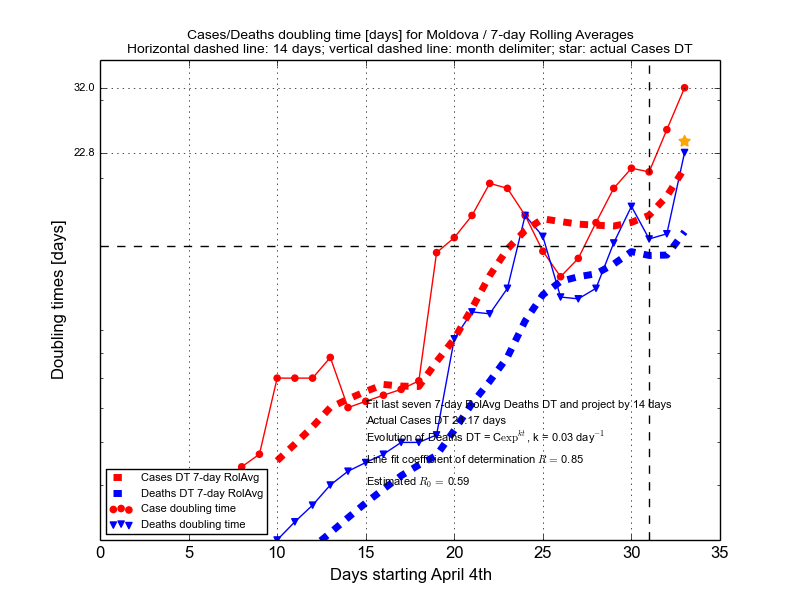 Cases/Deaths doubling time [days] for Moldova / 7-day Rolling Averages
Horizontal dashed line: 14 days; vertical dashed line: month delimiter; star: actual Cases DT
32.0
22.8
Doubling times [days]
Fit last seven 7-day RolAvg Deaths DT and project by 14 days
Actual Cases DT 24.17 days
Evolution of Deaths DT = Cexp^{kt}, k = 0.03 day^{-1}
Line fit coefficient of determination R = 0.85
Estimated R_0 = 0.59
Cases DT 7-day RolAvg
Deaths DT 7-day RolAvg
Case doubling time
Deaths doubling time
0 5 10 15 20 25 30 35
Days starting April 4th